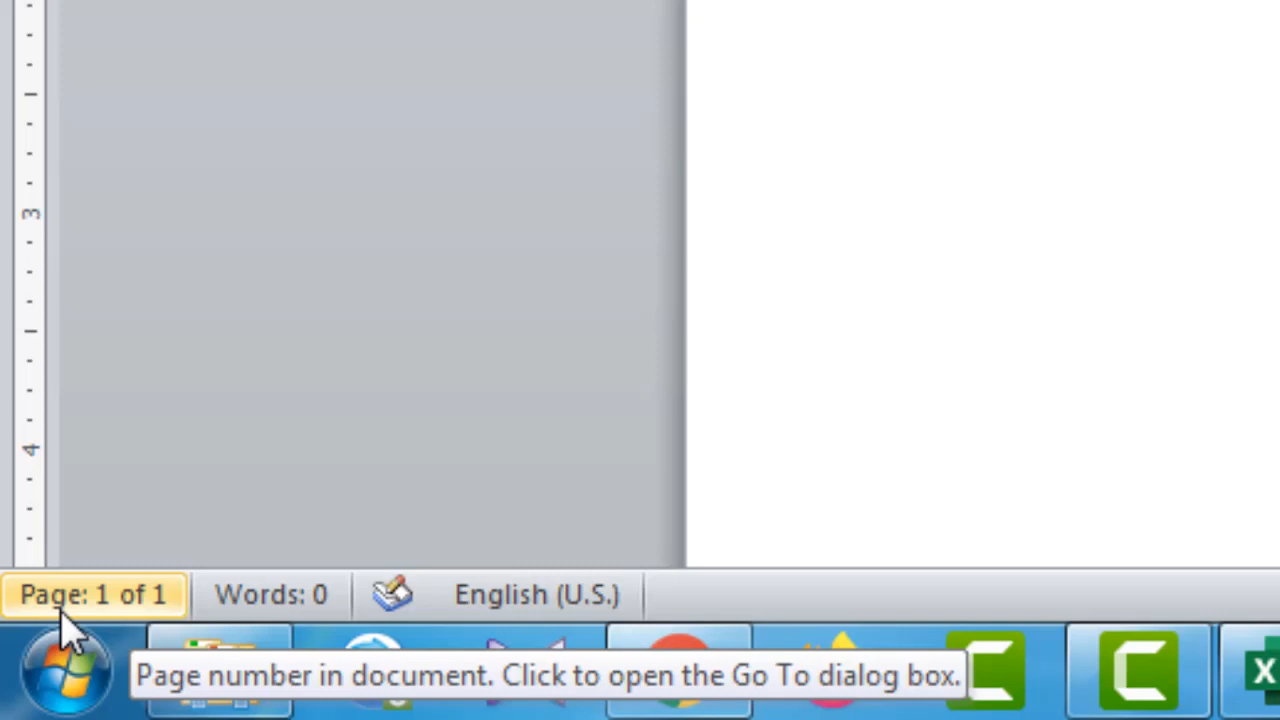 3
4
Page: 1 of 1
Words: 0
English (U.S.)
Page number in document. Click to open the Go To dialog box.
X